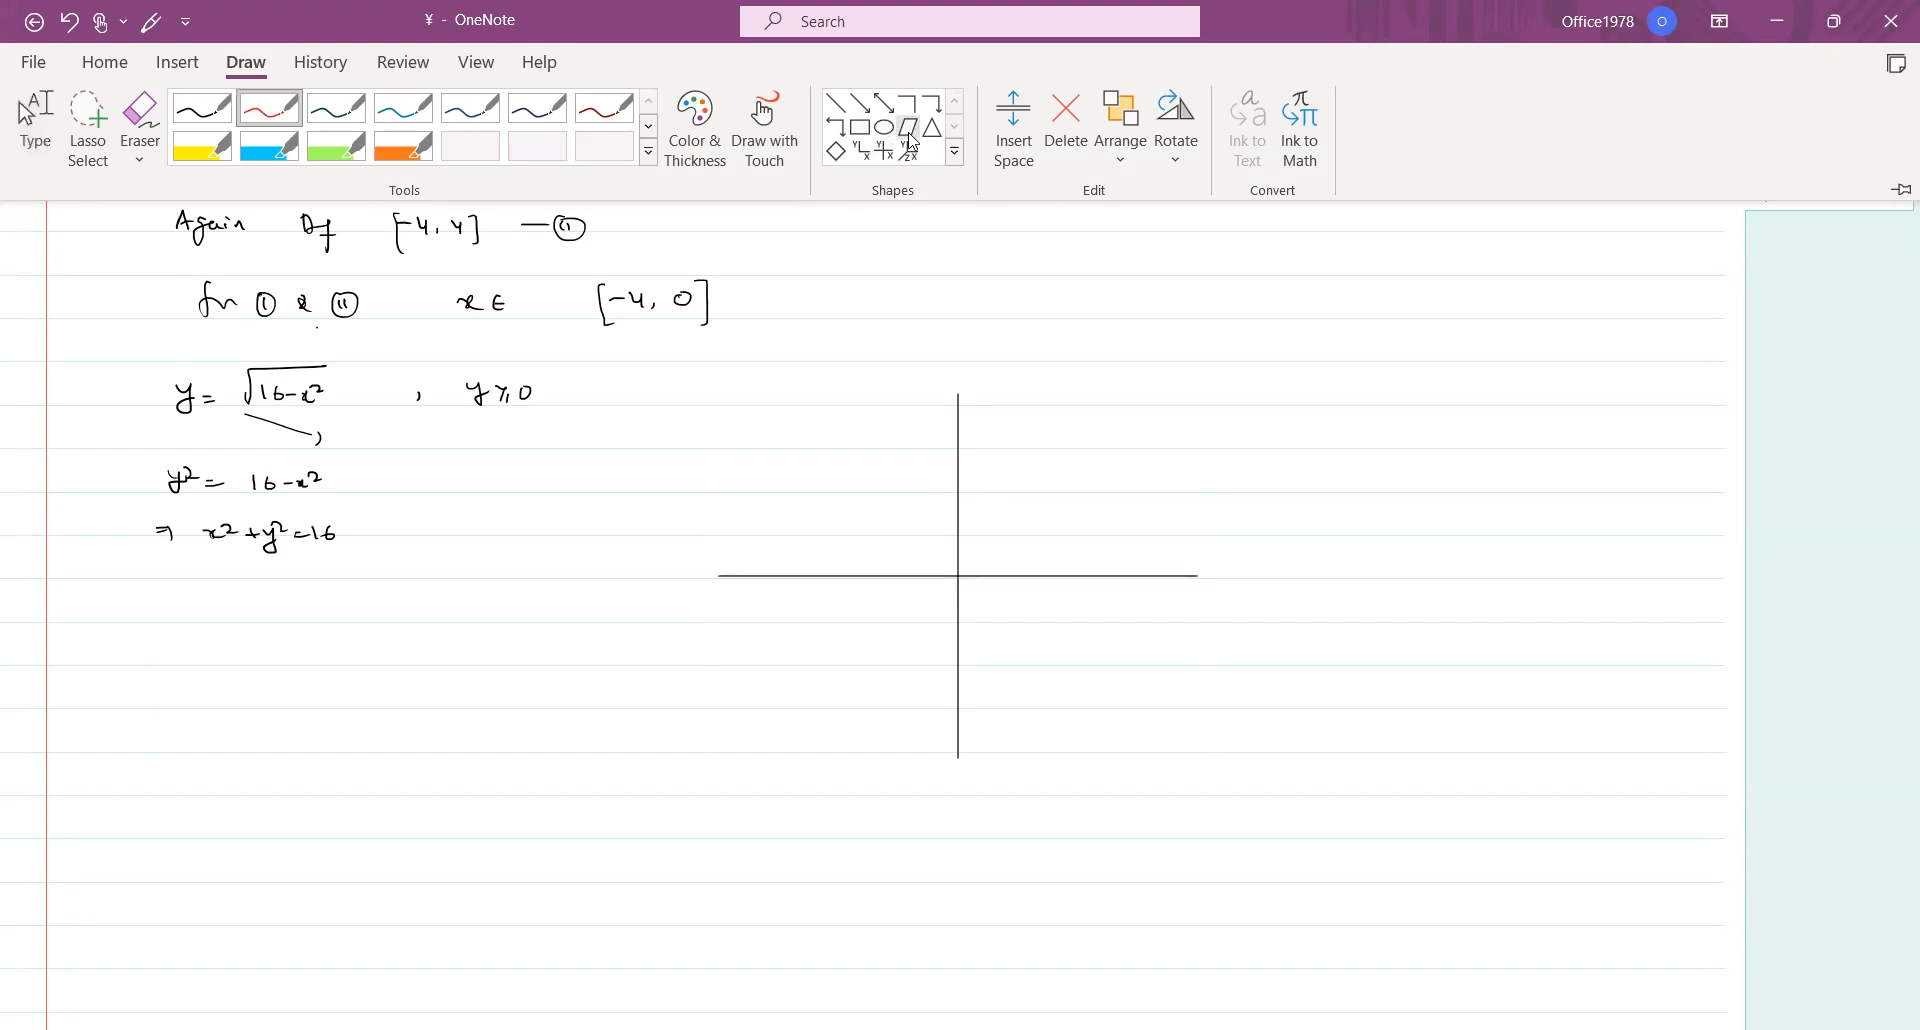 ¥ - OneNote
Search
Office1978
O
File Home Insert Draw History Review View Help
Type
Lasso Select
Eraser
Color & Thickness
Draw with Touch
Insert Space
Delete
Arrange
Rotate
Ink to Text
Ink to Math
Tools
Shapes
Edit
Convert
Again Df [-4, 4] — (ii)
fm (i) & (ii) x ∈ [-4, 0]
y = √16-x² , y ≥ 0
y² = 16-x²
⇒ x² + y² = 16